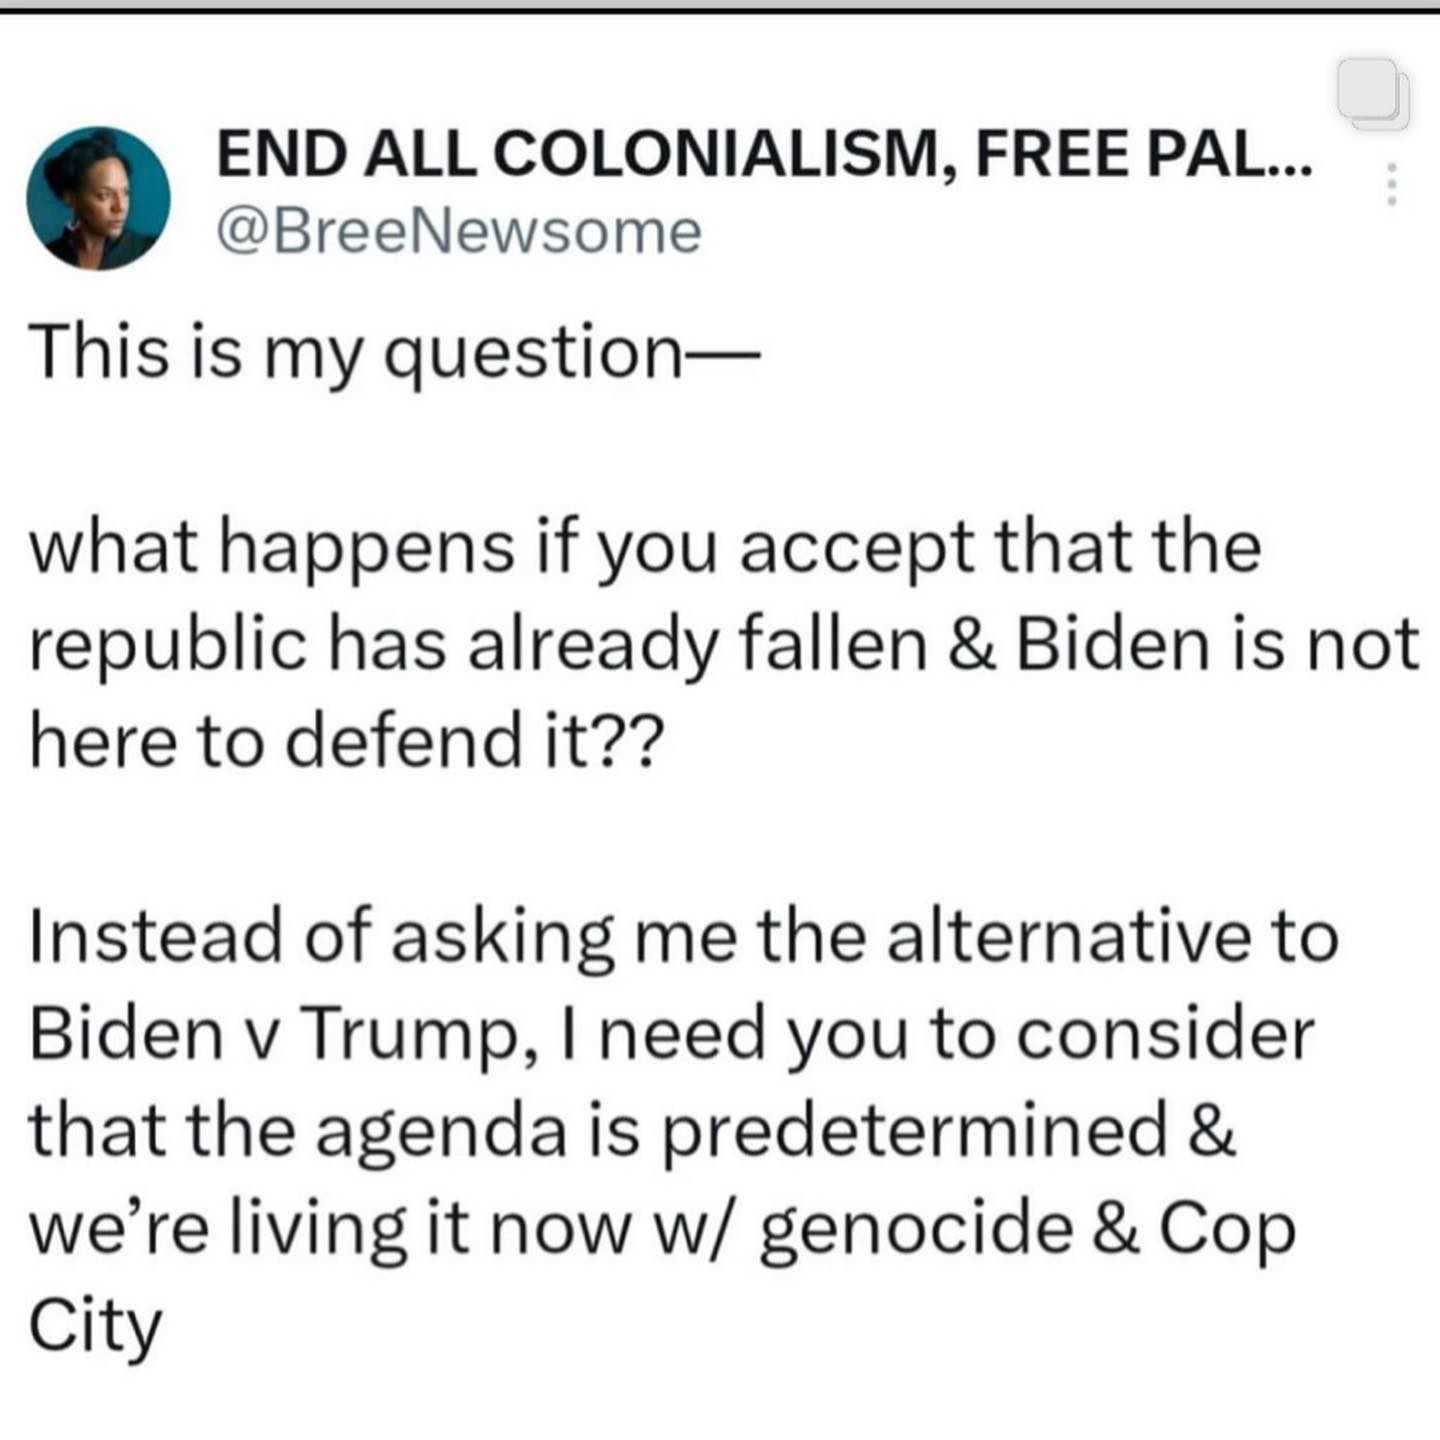 END ALL COLONIALISM, FREE PAL...
@BreeNewsome
This is my question—
what happens if you accept that the
republic has already fallen & Biden is not
here to defend it??
Instead of asking me the alternative to
Biden v Trump, I need you to consider
that the agenda is predetermined &
we’re living it now w/ genocide & Cop
City